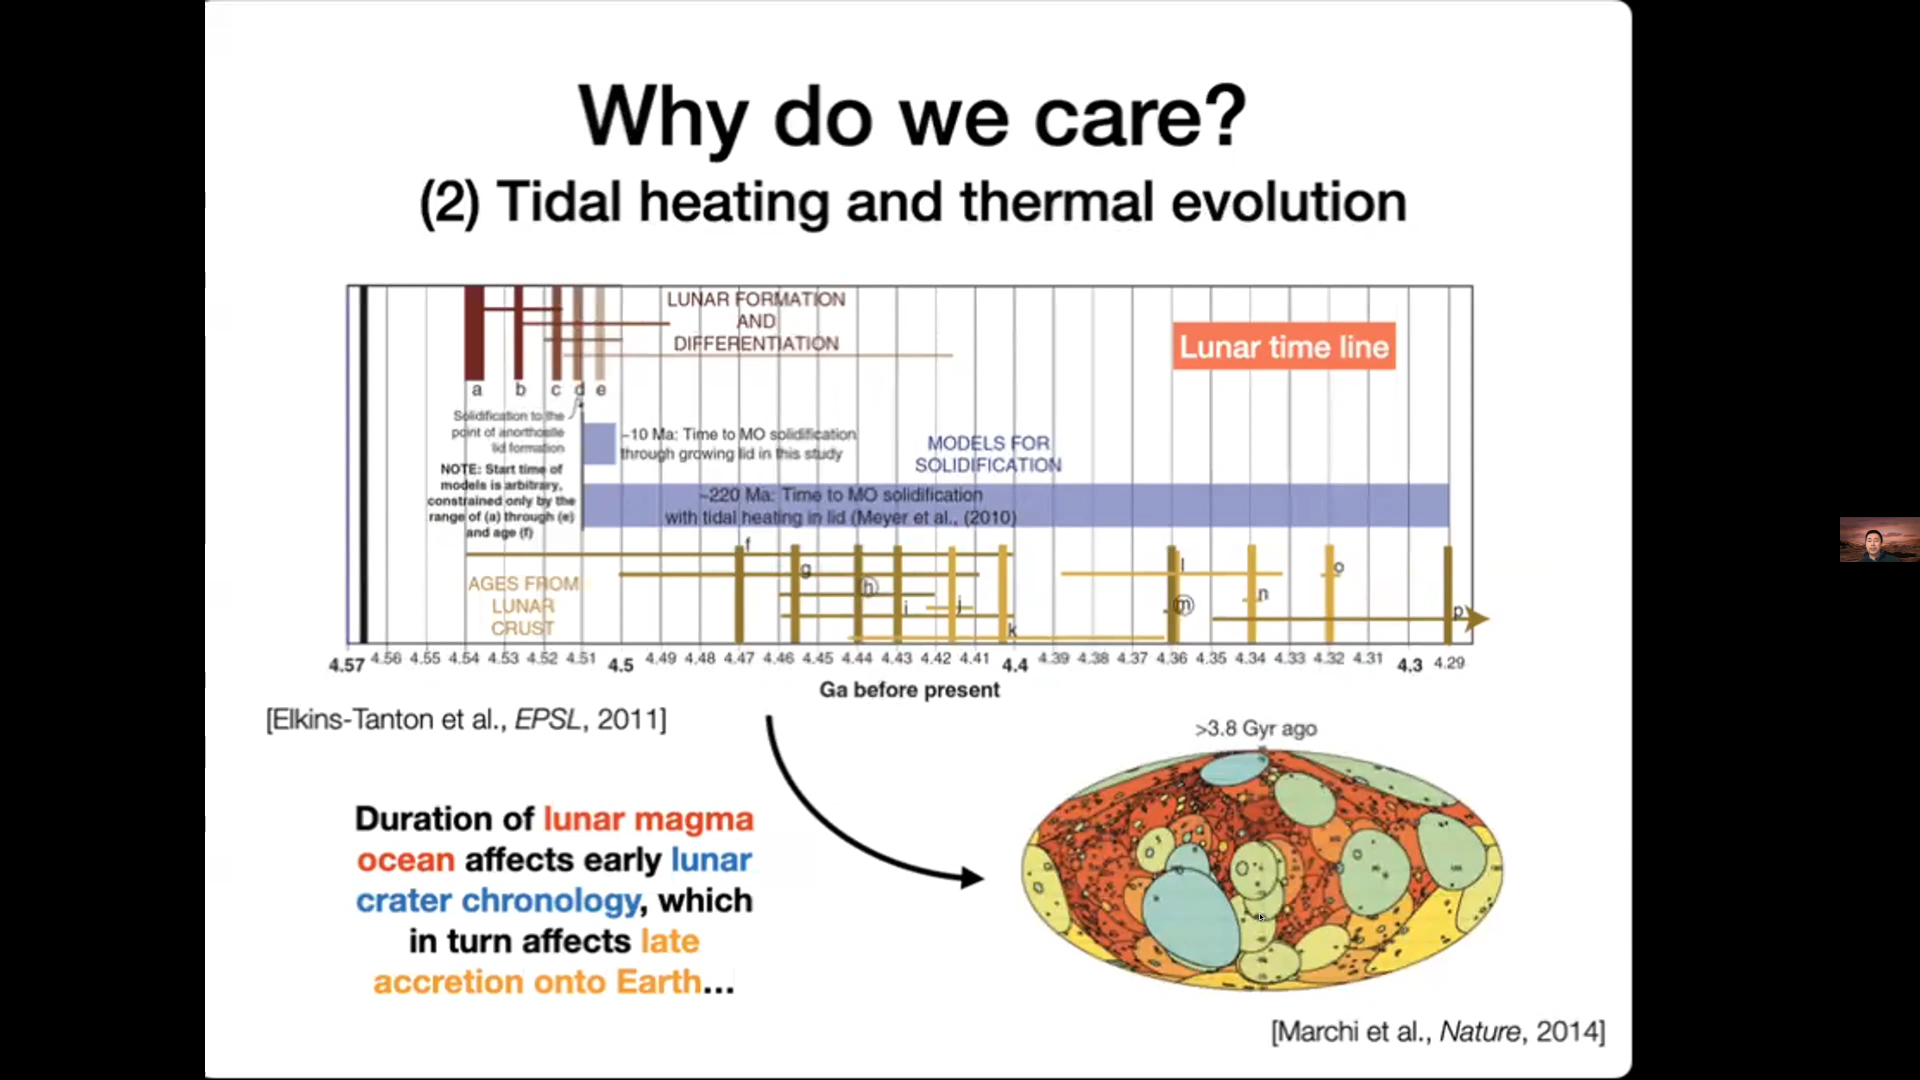 Why do we care?
(2) Tidal heating and thermal evolution
LUNAR FORMATION
AND
DIFFERENTIATION
Lunar time line
a b c d e
Solidification to the
point of anorthosite
lid formation
~10 Ma: Time to MO solidification
through growing lid in this study
MODELS FOR
SOLIDIFICATION
NOTE: Start time of
models is arbitrary,
constrained only by the
range of (a) through (e)
and age (f)
~220 Ma: Time to MO solidification
with tidal heating in lid (Meyer et al., (2010)
AGES FROM
LUNAR
CRUST
f g h i j k l m n o p
4.57 4.56 4.55 4.54 4.53 4.52 4.51 4.5 4.49 4.48 4.47 4.46 4.45 4.44 4.43 4.42 4.41 4.4 4.39 4.38 4.37 4.36 4.35 4.34 4.33 4.32 4.31 4.3 4.29
Ga before present
[Elkins-Tanton et al., EPSL, 2011]
>3.8 Gyr ago
Duration of lunar magma
ocean affects early lunar
crater chronology, which
in turn affects late
accretion onto Earth...
[Marchi et al., Nature, 2014]